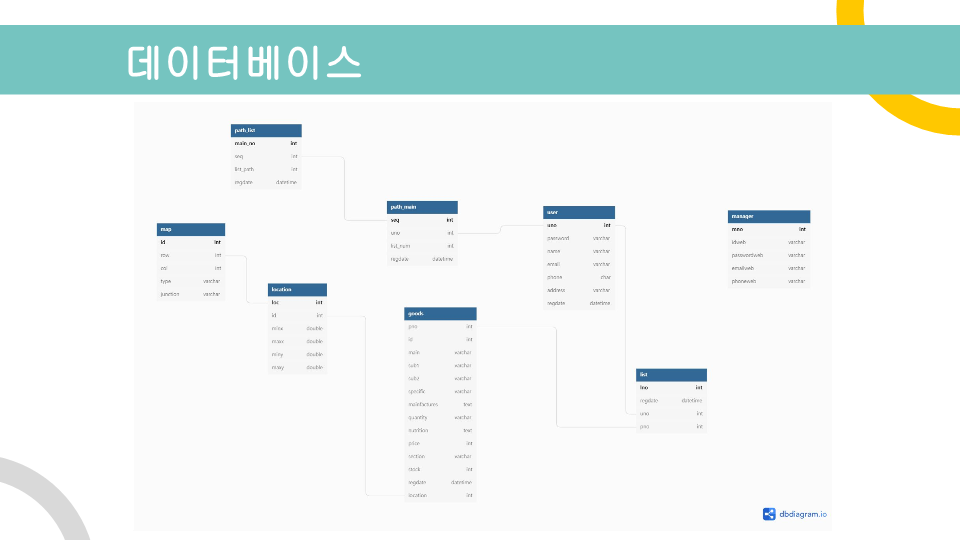 데이터베이스
path_list
main_no int
seq int
list_path int
regdate datetime
path_main
seq int
uno int
list_num int
regdate datetime
user
uno int
password varchar
name varchar
email varchar
phone char
address varchar
regdate datetime
manager
mno int
idweb varchar
passwordweb varchar
emailweb varchar
phoneweb varchar
map
id int
row int
col int
type varchar
junction varchar
location
loc int
id int
minx double
maxx double
miny double
maxy double
goods
pno int
id int
main varchar
sub1 varchar
sub2 varchar
specific varchar
mainfactures text
quantity varchar
nutrition text
price int
section varchar
stock int
regdate datetime
location int
list
lno int
regdate datetime
uno int
pno int
dbdiagram.io